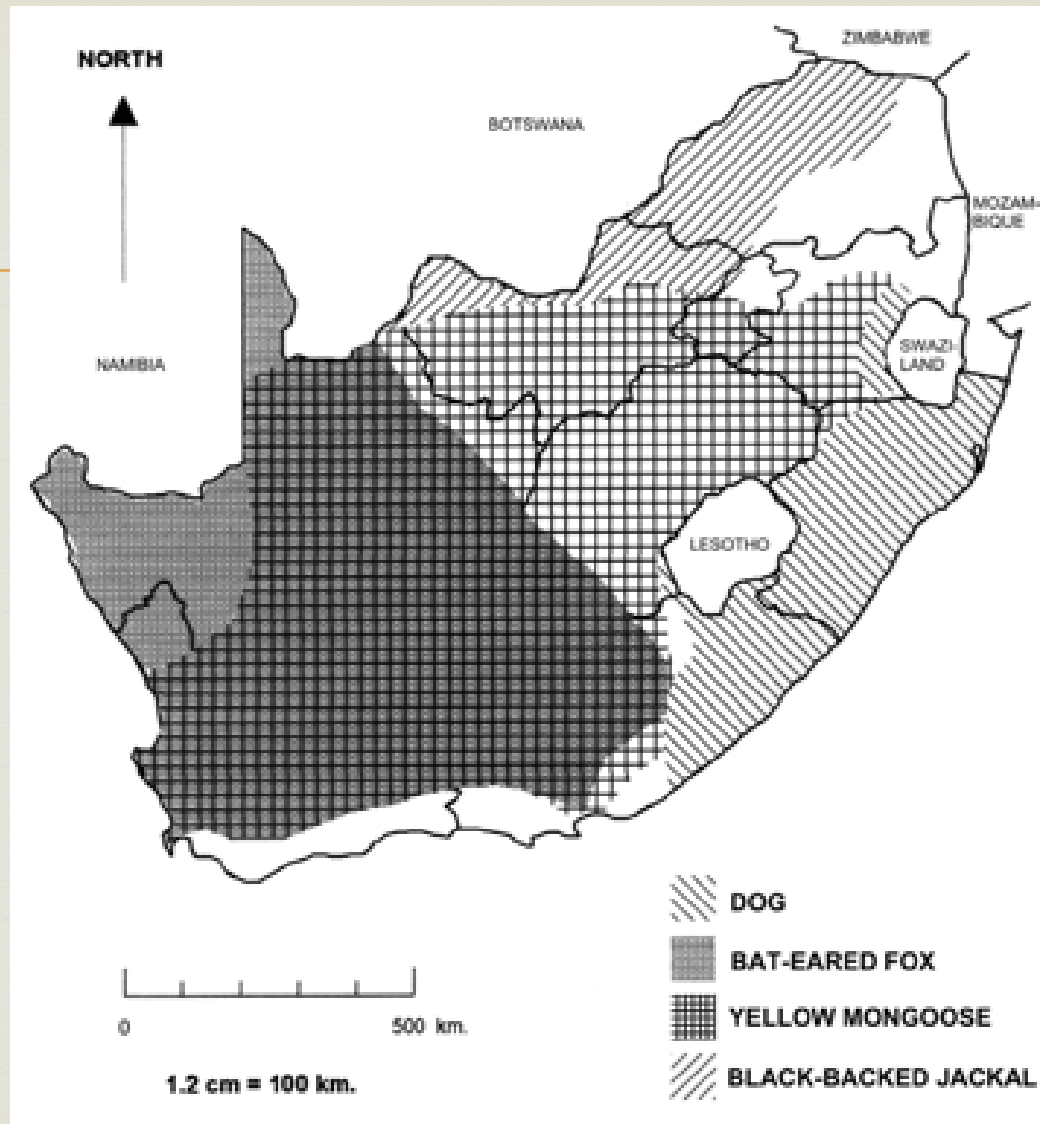 NORTH
ZIMBABWE
BOTSWANA
MOZAM-
BIQUE
NAMIBIA
SWAZI-
LAND
LESOTHO
DOG
BAT-EARED FOX
YELLOW MONGOOSE
BLACK-BACKED JACKAL
0 500 km.
1.2 cm = 100 km.